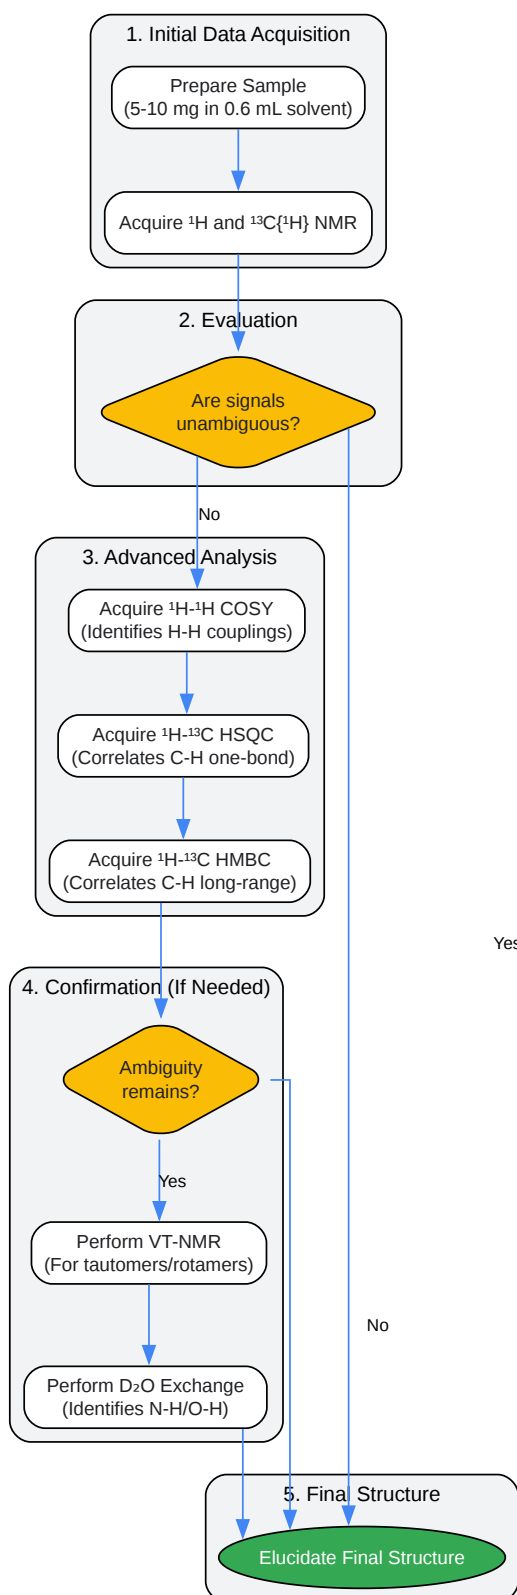 1. Initial Data Acquisition
Prepare Sample
(5-10 mg in 0.6 mL solvent)
Acquire ¹H and ¹³C{¹H} NMR
2. Evaluation
Are signals
unambiguous?
No
3. Advanced Analysis
Acquire ¹H-¹H COSY
(Identifies H-H couplings)
Acquire ¹H-¹³C HSQC
(Correlates C-H one-bond)
Acquire ¹H-¹³C HMBC
(Correlates C-H long-range)
Yes
4. Confirmation (If Needed)
Ambiguity
remains?
Yes
Perform VT-NMR
(For tautomers/rotamers)
No
Perform D₂O Exchange
(Identifies N-H/O-H)
5. Final Structure
Elucidate Final Structure